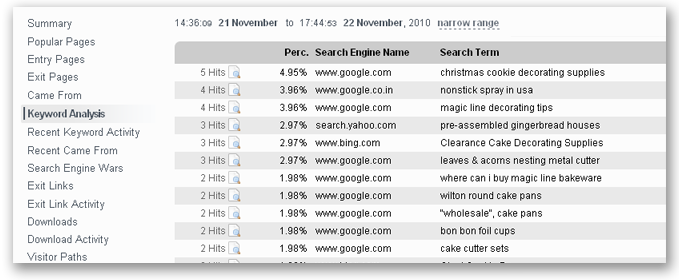 Summary
Popular Pages
Entry Pages
Exit Pages
Came From
Keyword Analysis
Recent Keyword Activity
Recent Came From
Search Engine Wars
Exit Links
Exit Link Activity
Downloads
Download Activity
Visitor Paths
14:36:09 21 November to 17:44:53 22 November, 2010 narrow range
Perc. Search Engine Name Search Term
5 Hits 4.95% www.google.com christmas cookie decorating supplies
4 Hits 3.96% www.google.co.in nonstick spray in usa
4 Hits 3.96% www.google.com magic line decorating tips
3 Hits 2.97% search.yahoo.com pre-assembled gingerbread houses
3 Hits 2.97% www.bing.com Clearance Cake Decorating Supplies
3 Hits 2.97% www.google.com leaves & acorns nesting metal cutter
2 Hits 1.98% www.google.com where can i buy magic line bakeware
2 Hits 1.98% www.google.com wilton round cake pans
2 Hits 1.98% www.google.com "wholesale", cake pans
2 Hits 1.98% www.google.com bon bon foil cups
2 Hits 1.98% www.google.com cake cutter sets